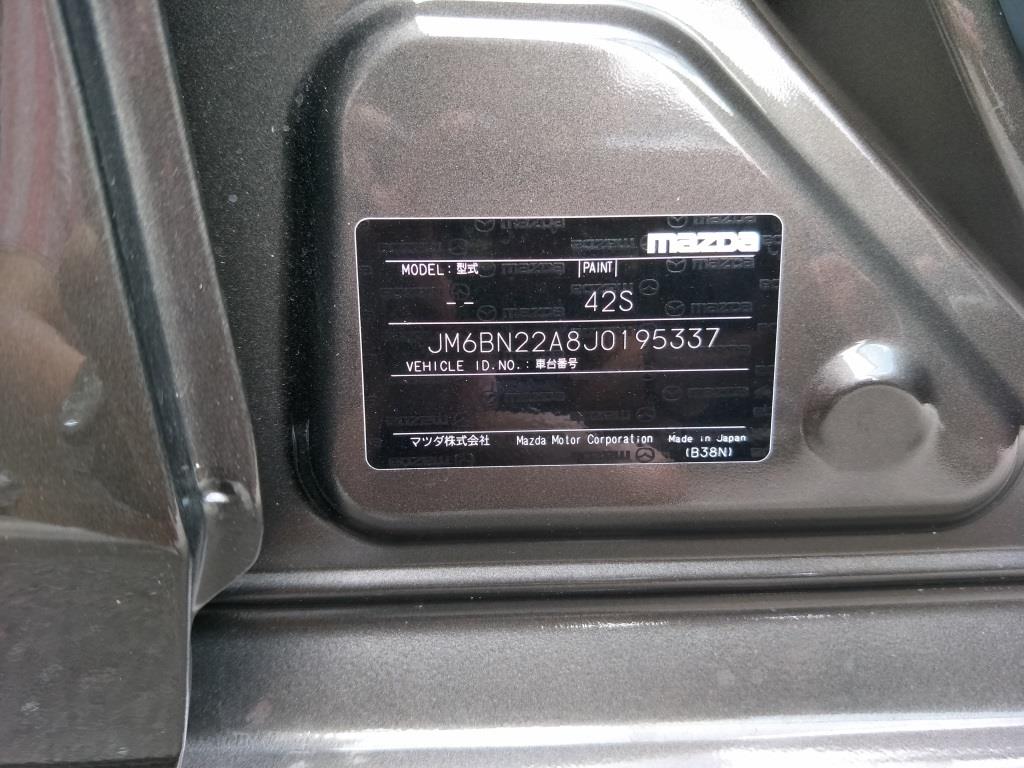 mazda
MODEL：型式 PAINT
-- 42S
JM6BN22A8J0195337
VEHICLE ID.NO.：車台番号
マツダ株式会社 Mazda Motor Corporation Made in Japan
(B38N)